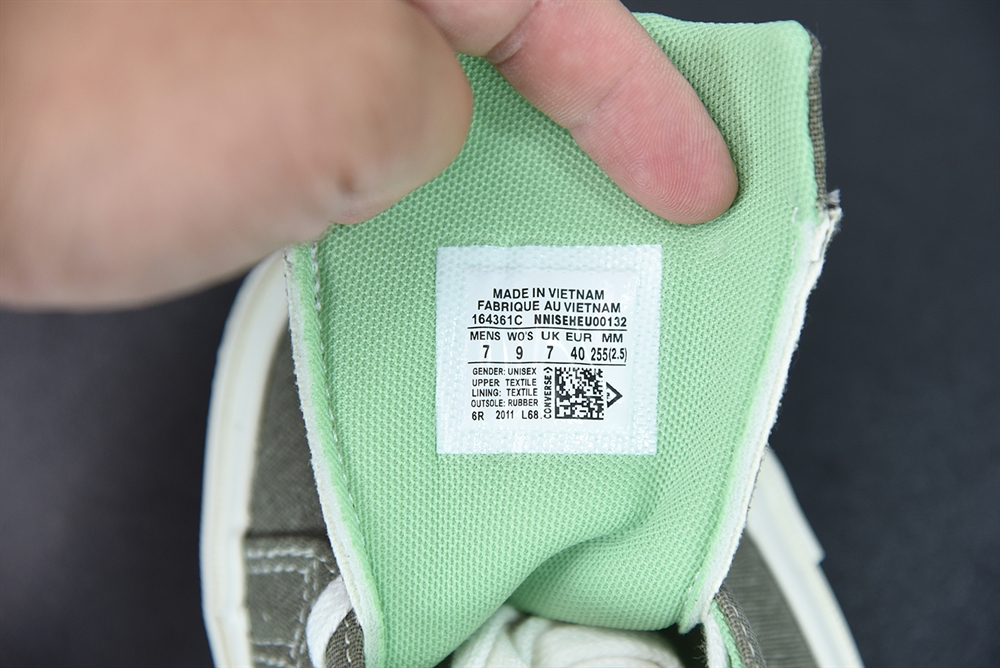 MADE IN VIETNAM
FABRIQUE AU VIETNAM
164361C NNISEHEU00132
MENS WO'S UK EUR MM
7 9 7 40 255(2.5)
GENDER: UNISEX
UPPER: TEXTILE
LINING: TEXTILE
OUTSOLE: RUBBER
6R 2011 L68
CONVERSE